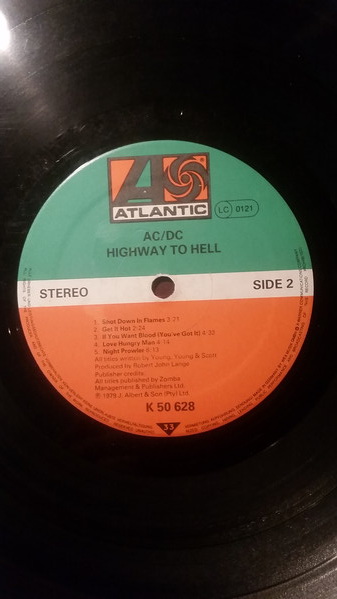 ATLANTIC
®
LC 0121
AC/DC
HIGHWAY TO HELL
STEREO
SIDE 2
1. Shot Down In Flames 3:21
2. Get It Hot 2:24
3. If You Want Blood (You've Got It) 4:33
4. Love Hungry Man 4:14
5. Night Prowler 6:13
All titles written by Young, Young & Scott
Produced by Robert John Lange
Publisher credits:
All titles published by Zomba
Management & Publishers Ltd.
℗ 1979 J. Albert & Son (Pty) Ltd.
K 50 628
33